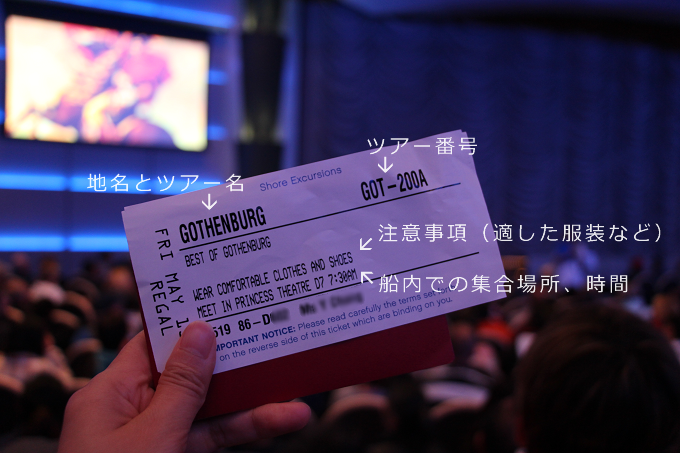 ツアー番号
地名とツアー名
Shore Excursions
GOTHENBURG GOT-200A
BEST OF GOTHENBURG
注意事項（適した服装など）
WEAR COMFORTABLE CLOTHES AND SHOES
MEET IN PRINCESS THEATRE D7 7:30AM
船内での集合場所、時間
FRI MAY
REGAL
519 86-D
IMPORTANT NOTICE: Please read carefully the terms
on the reverse side of this ticket which are binding on you.